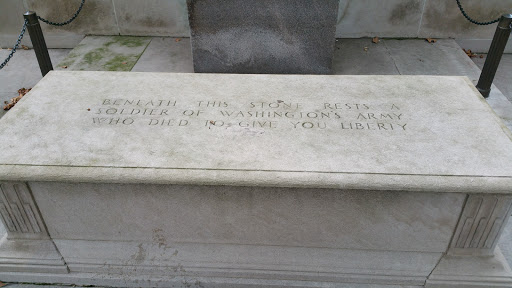 BENEATH THIS STONE RESTS A
SOLDIER OF WASHINGTON'S ARMY
WHO DIED TO GIVE YOU LIBERTY